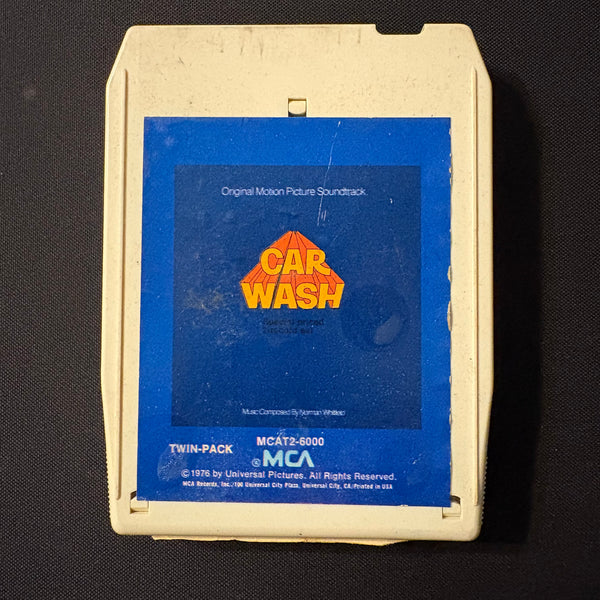 Original Motion Picture Soundtrack
CAR
WASH
Music Composed By Norman Whitfield
TWIN-PACK MCAT2-6000
© MCA
© 1976 by Universal Pictures. All Rights Reserved.
MCA Records, Inc./100 Universal City Plaza, Universal City, CA/Printed in USA